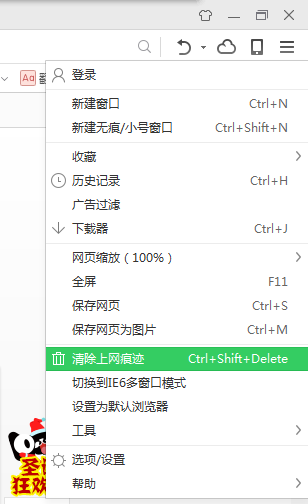 Aa
登录
新建窗口 Ctrl+N
新建无痕/小号窗口 Ctrl+Shift+N
收藏
历史记录 Ctrl+H
广告过滤
下载器 Ctrl+J
网页缩放（100%）
全屏 F11
保存网页 Ctrl+S
保存网页为图片 Ctrl+M
清除上网痕迹 Ctrl+Shift+Delete
切换到IE6多窗口模式
设置为默认浏览器
工具
选项/设置
帮助
狂欢